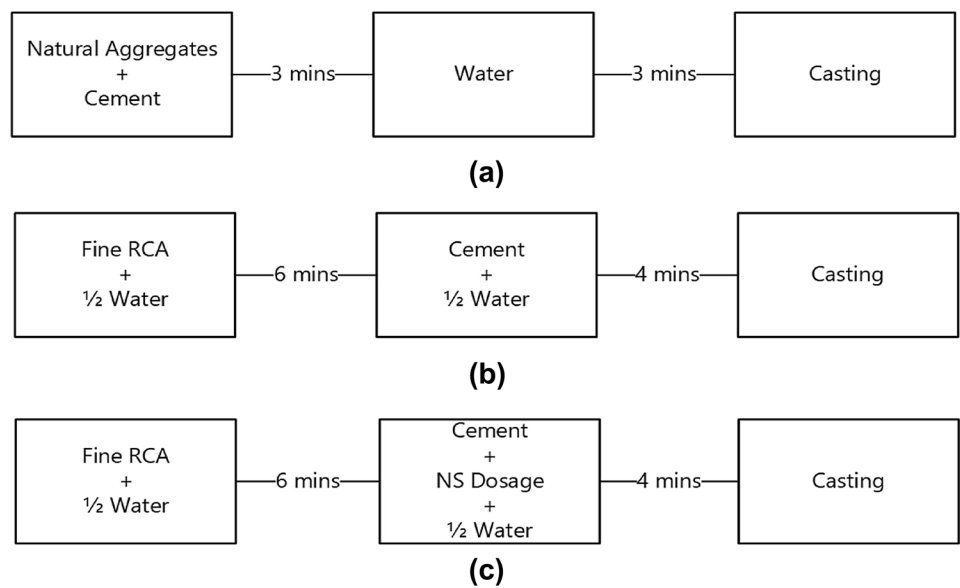 Natural Aggregates
+
Cement
3 mins
Water
3 mins
Casting
(a)
Fine RCA
+
½ Water
6 mins
Cement
+
½ Water
4 mins
Casting
(b)
Fine RCA
+
½ Water
6 mins
Cement
+
NS Dosage
+
½ Water
4 mins
Casting
(c)